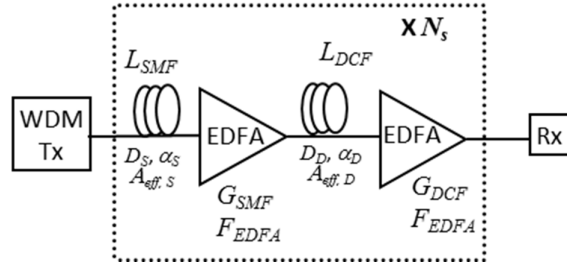 X N_s
L_SMF
L_DCF
WDM
Tx
EDFA
EDFA
Rx
D_S, α_S
A_eff, S
D_D, α_D
A_eff, D
G_SMF
F_EDFA
G_DCF
F_EDFA